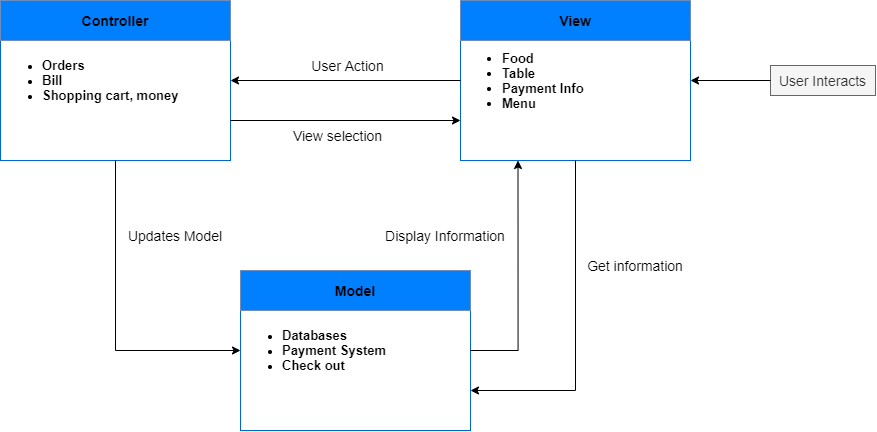 Controller
Orders
Bill
Shopping cart, money
User Action
View selection
View
Food
Table
Payment Info
Menu
User Interacts
Updates Model
Display Information
Get information
Model
Databases
Payment System
Check out